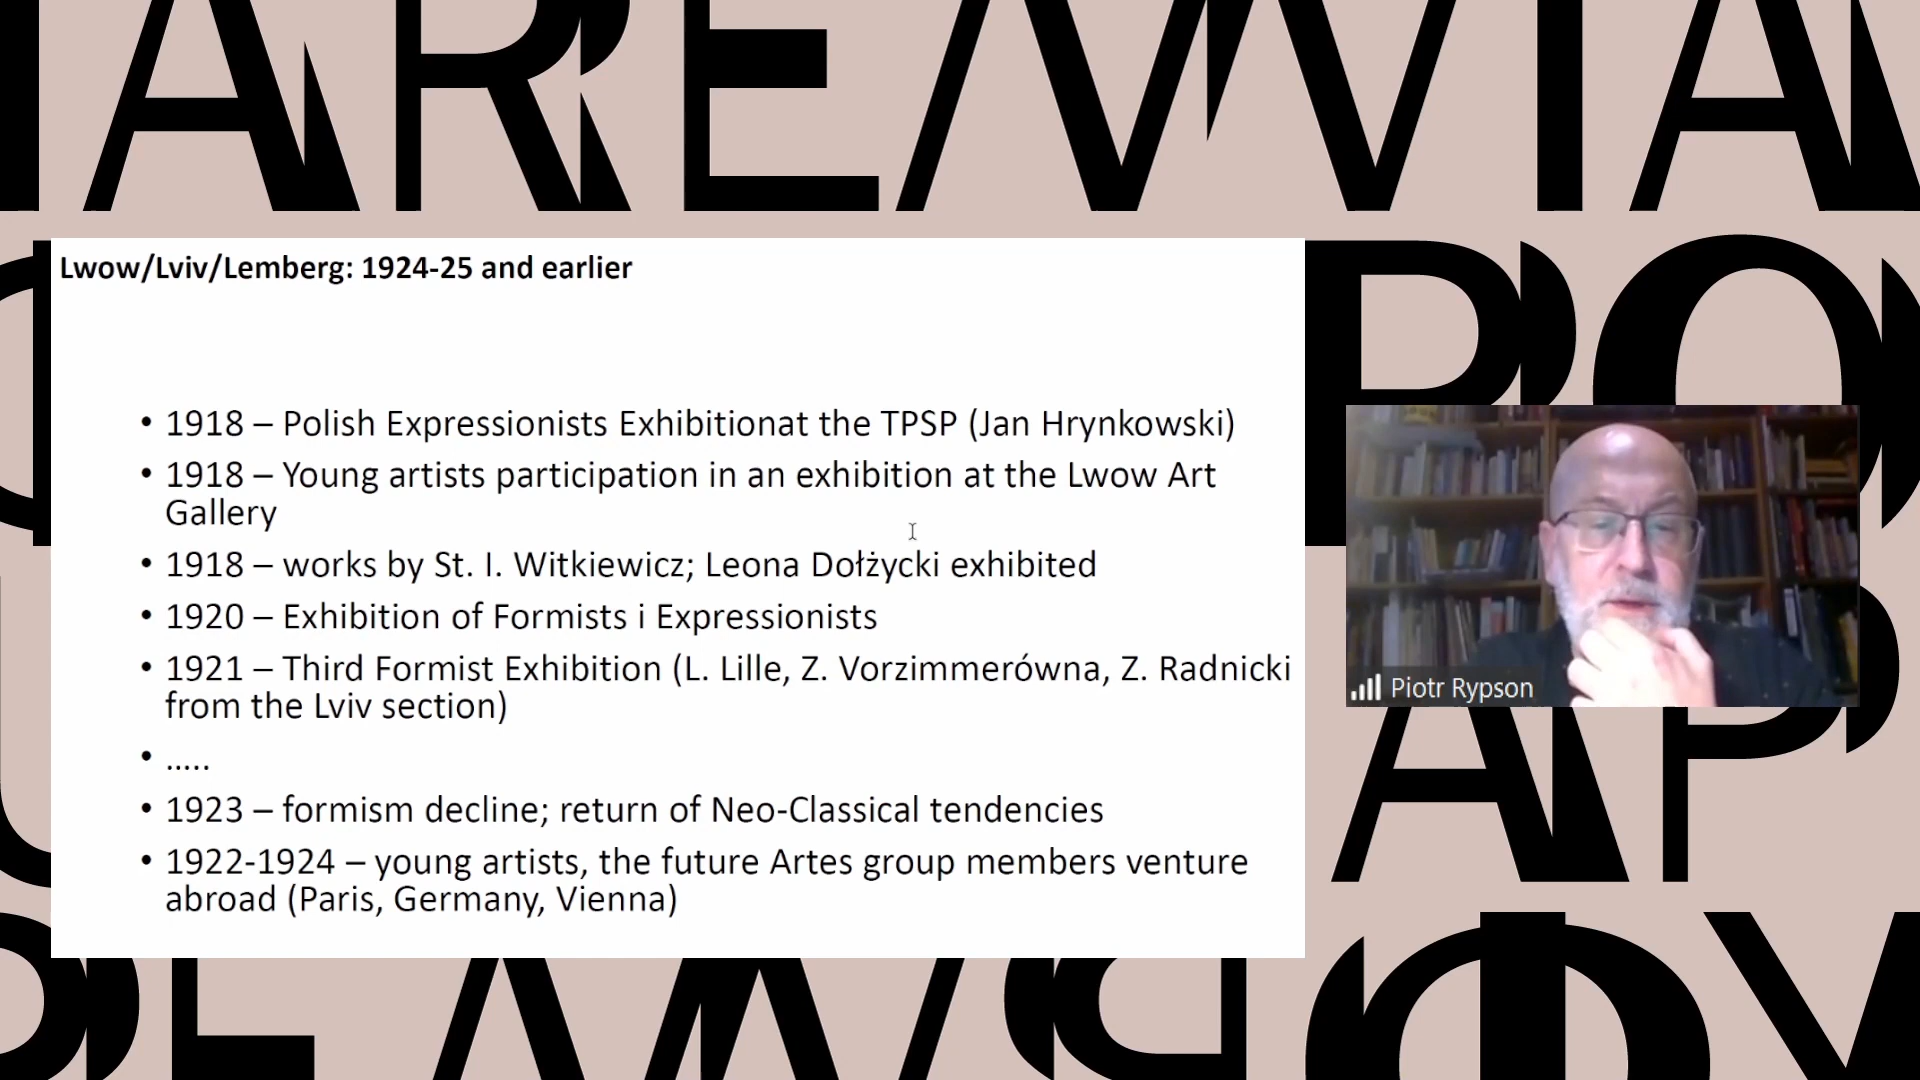 Lwow/Lviv/Lemberg: 1924-25 and earlier
• 1918 – Polish Expressionists Exhibitionat the TPSP (Jan Hrynkowski)
• 1918 – Young artists participation in an exhibition at the Lwow Art
Gallery
• 1918 – works by St. I. Witkiewicz; Leona Dołżycki exhibited
• 1920 – Exhibition of Formists i Expressionists
• 1921 – Third Formist Exhibition (L. Lille, Z. Vorzimmerówna, Z. Radnicki
from the Lviv section)
• .....
• 1923 – formism decline; return of Neo-Classical tendencies
• 1922-1924 – young artists, the future Artes group members venture
abroad (Paris, Germany, Vienna)
Piotr Rypson